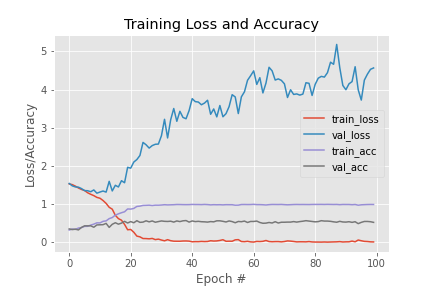 Training Loss and Accuracy
Loss/Accuracy
5
4
3
2
1
0
train_loss
val_loss
train_acc
val_acc
0 20 40 60 80 100
Epoch #